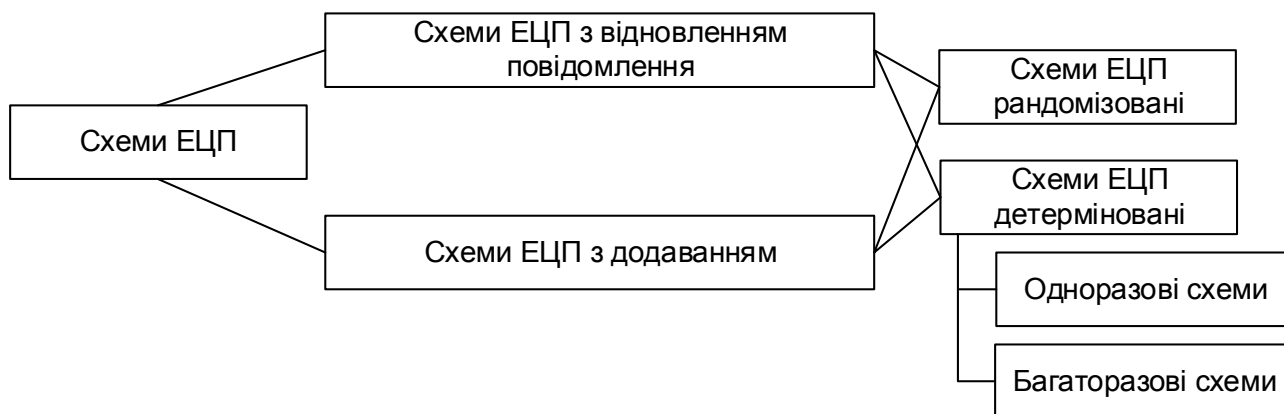 Схеми ЕЦП
Схеми ЕЦП з відновленням
повідомлення
Схеми ЕЦП з додаванням
Схеми ЕЦП
рандомізовані
Схеми ЕЦП
детерміновані
Одноразові схеми
Багаторазові схеми